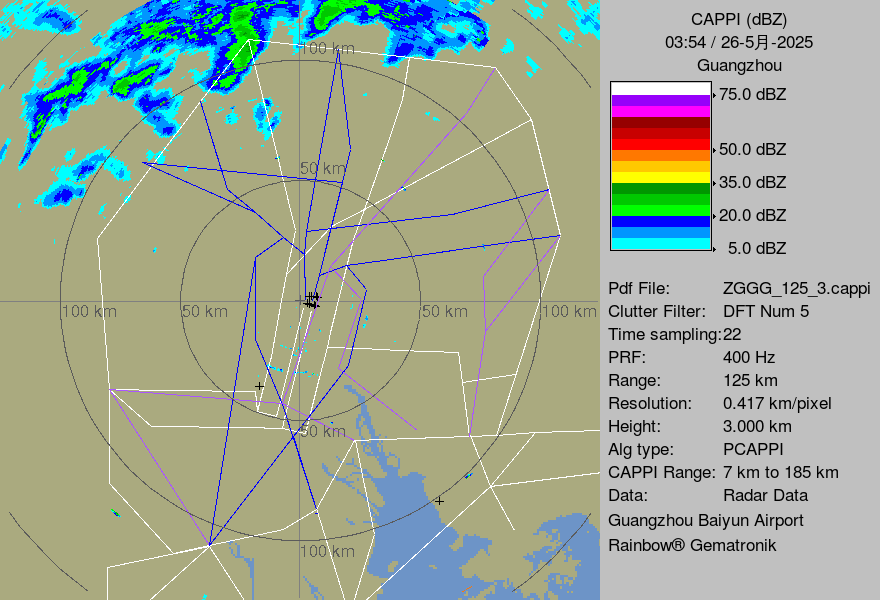 100 km
50 km
100 km
50 km
50 km
100 km
50 km
100 km
CAPPI (dBZ)
03:54 / 26-5月-2025
Guangzhou
75.0 dBZ
50.0 dBZ
35.0 dBZ
20.0 dBZ
5.0 dBZ
Pdf File: ZGGG_125_3.cappi
Clutter Filter: DFT Num 5
Time sampling:22
PRF: 400 Hz
Range: 125 km
Resolution: 0.417 km/pixel
Height: 3.000 km
Alg type: PCAPPI
CAPPI Range: 7 km to 185 km
Data: Radar Data
Guangzhou Baiyun Airport
Rainbow® Gematronik